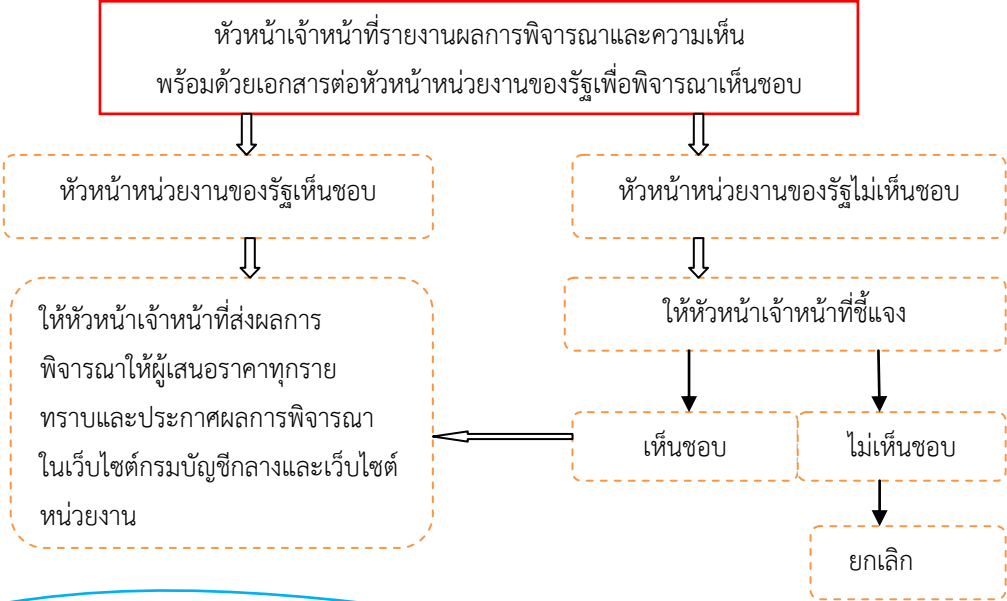 หัวหน้าเจ้าหน้าที่รายงานผลการพิจารณาและความเห็น
พร้อมด้วยเอกสารต่อหัวหน้าหน่วยงานของรัฐเพื่อพิจารณาเห็นชอบ
หัวหน้าหน่วยงานของรัฐเห็นชอบ
หัวหน้าหน่วยงานของรัฐไม่เห็นชอบ
ให้หัวหน้าเจ้าหน้าที่ส่งผลการ
พิจารณาให้ผู้เสนอราคาทุกราย
ทราบและประกาศผลการพิจารณา
ในเว็บไซต์กรมบัญชีกลางและเว็บไซต์
หน่วยงาน
ให้หัวหน้าเจ้าหน้าที่ชี้แจง
เห็นชอบ
ไม่เห็นชอบ
ยกเลิก